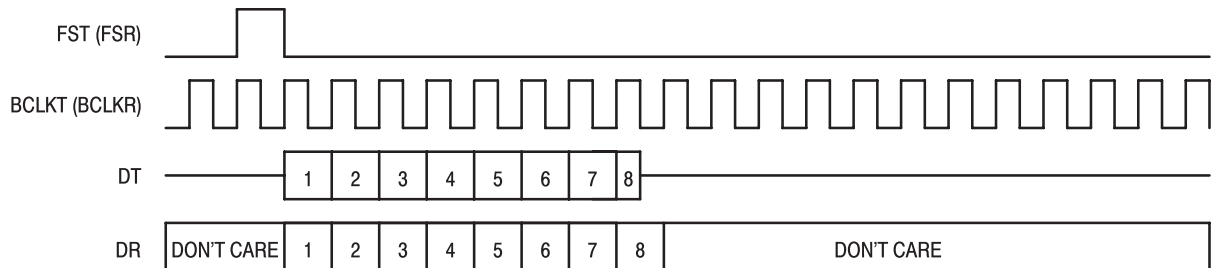 FST (FSR)
BCLKT (BCLKR)
DT 1 2 3 4 5 6 7 8
DR DON'T CARE 1 2 3 4 5 6 7 8 DON'T CARE